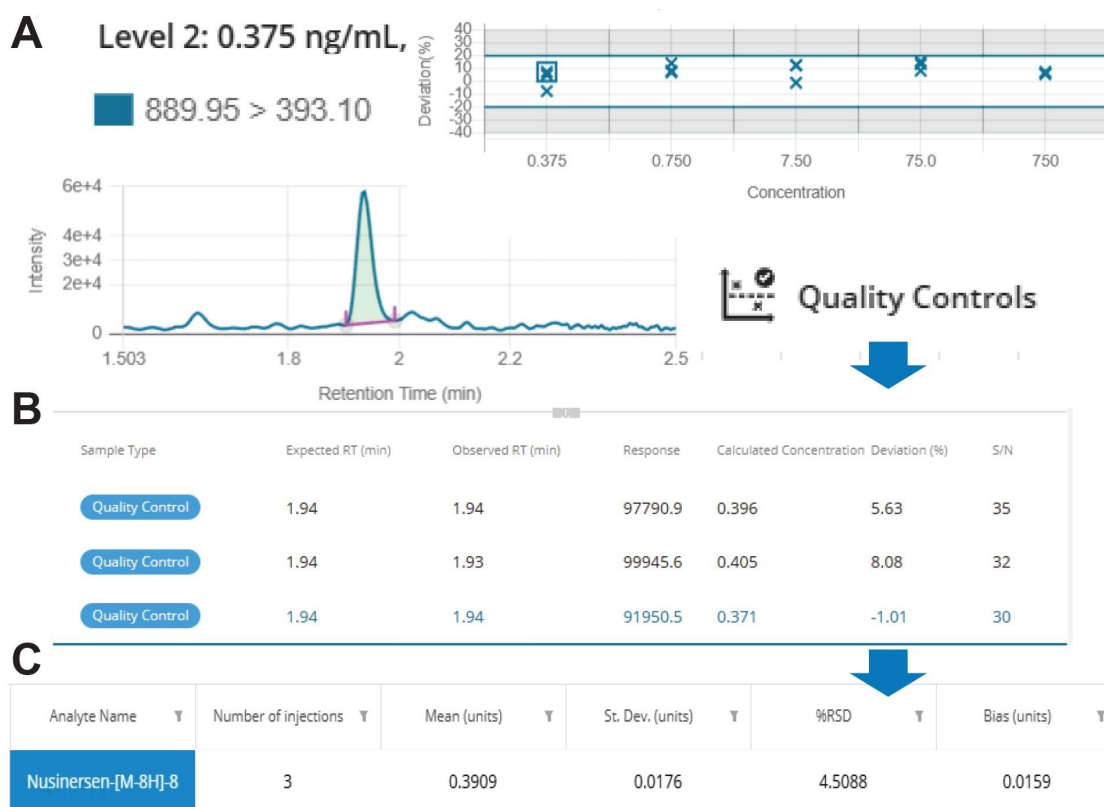 A
Level 2: 0.375 ng/mL,
889.95 > 393.10
Deviation(%)
40
30
20
10
0
-10
-20
-30
-40
0.375 0.750 7.50 75.0 750
Concentration
Intensity
6e+4
4e+4
3e+4
2e+4
0
1.503 1.8 2 2.2 2.5
Retention Time (min)
Quality Controls
B
Sample Type Expected RT (min) Observed RT (min) Response Calculated Concentration Deviation (%) S/N
Quality Control 1.94 1.94 97790.9 0.396 5.63 35
Quality Control 1.94 1.93 99945.6 0.405 8.08 32
Quality Control 1.94 1.94 91950.5 0.371 -1.01 30
C
Analyte Name Number of injections Mean (units) St. Dev. (units) %RSD Bias (units)
Nusinersen-[M-8H]-8 3 0.3909 0.0176 4.5088 0.0159